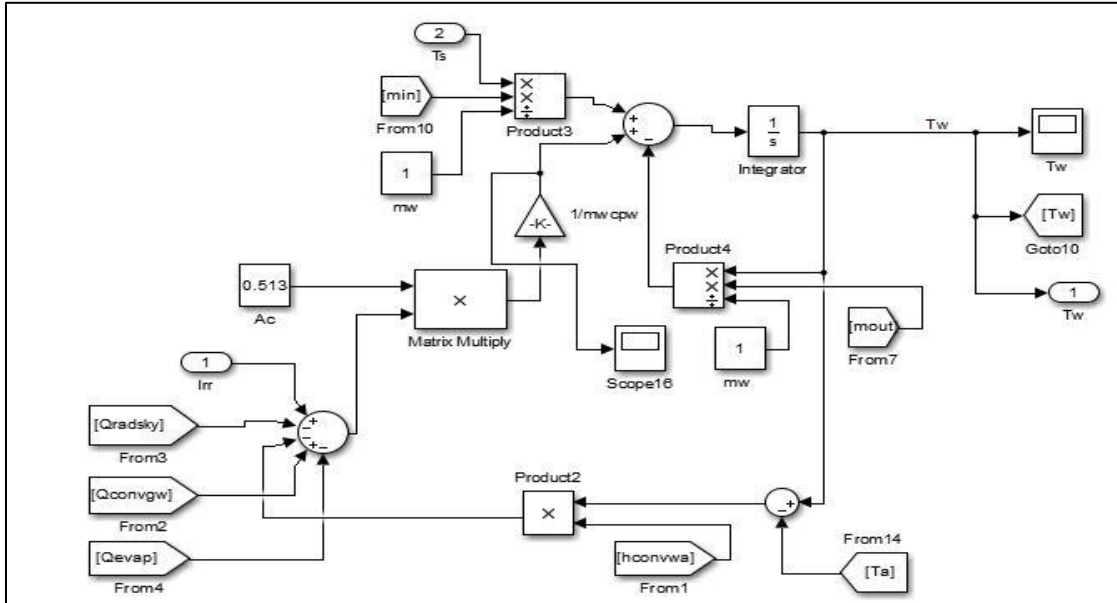 2
Ts
[min]
From10
×
×
÷
Product3
1
mw
+
+
−
1
s
Integrator
Tw
Tw
[Tw]
Goto10
1
Tw
-K-
1/mw cpw
Product4
×
×
÷
[mout
From7
1
mw
Scope16
0.513
Ac
×
Matrix Multiply
1
Irr
+
−
−
+
−
[Qradsky]
From3
[Qconvgw]
From2
[Qevap]
From4
Product2
×
[hconvwa]
From1
−
+
From14
[Ta]